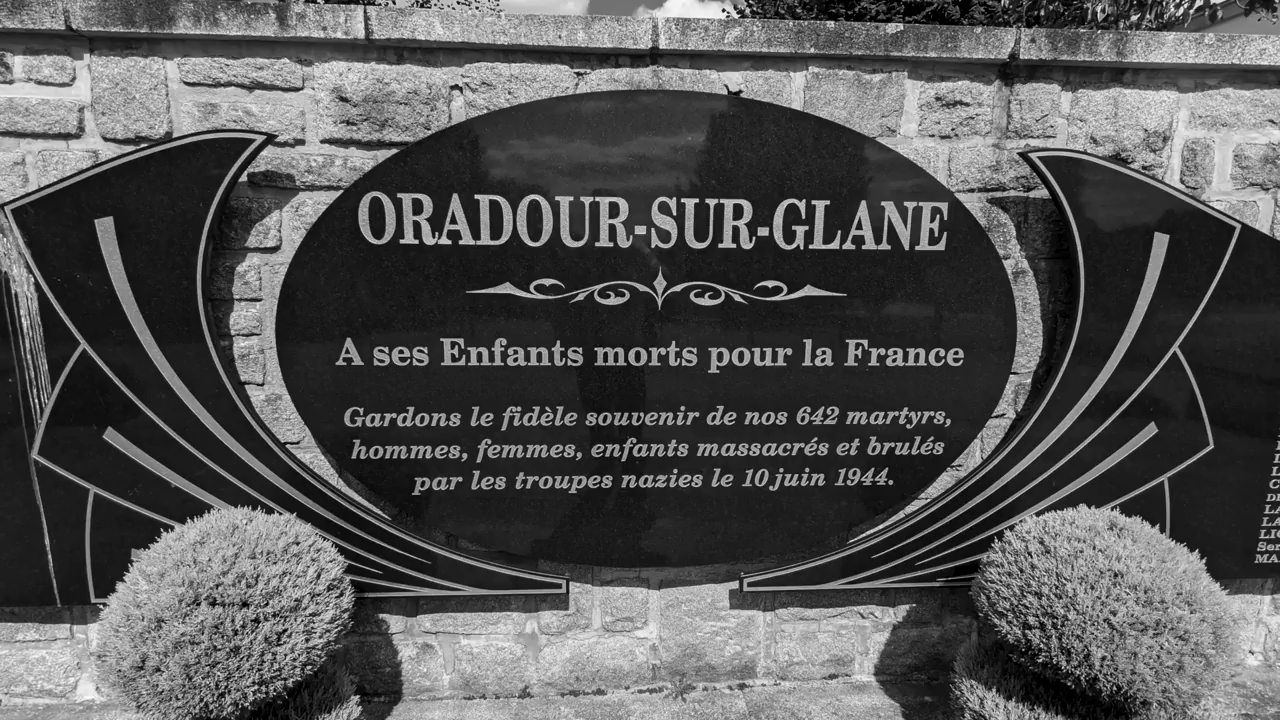 ORADOUR-SUR-GLANE
A ses Enfants morts pour la France
Gardons le fidèle souvenir de nos 642 martyrs,
hommes, femmes, enfants massacrés et brulés
par les troupes nazies le 10 juin 1944.